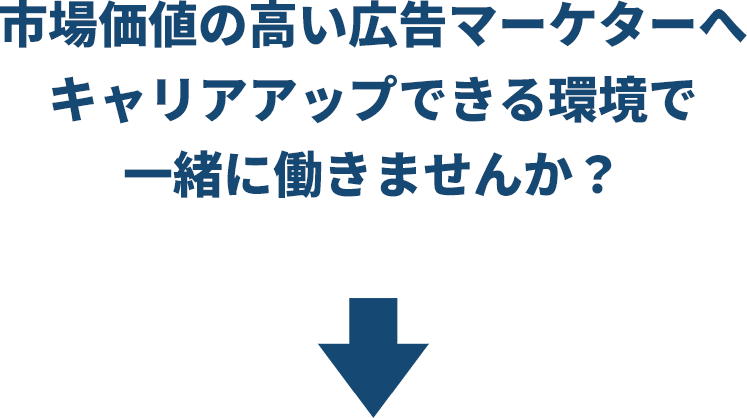 市場価値の高い広告マーケターへ
キャリアアップできる環境で
一緒に働きませんか？